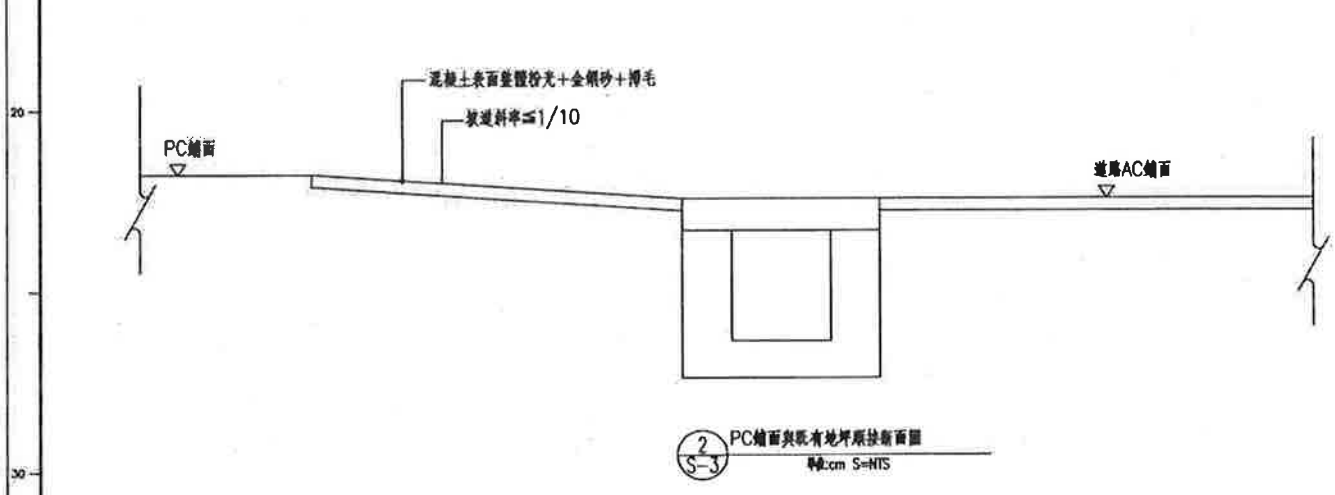 混凝土表面整體粉光+金鋼砂+掃毛
坡道斜率≦1/10
20
PC鋪面
道路AC鋪面
2
S-3
PC鋪面與既有地坪順接斷面圖
單位:cm S=NTS
30